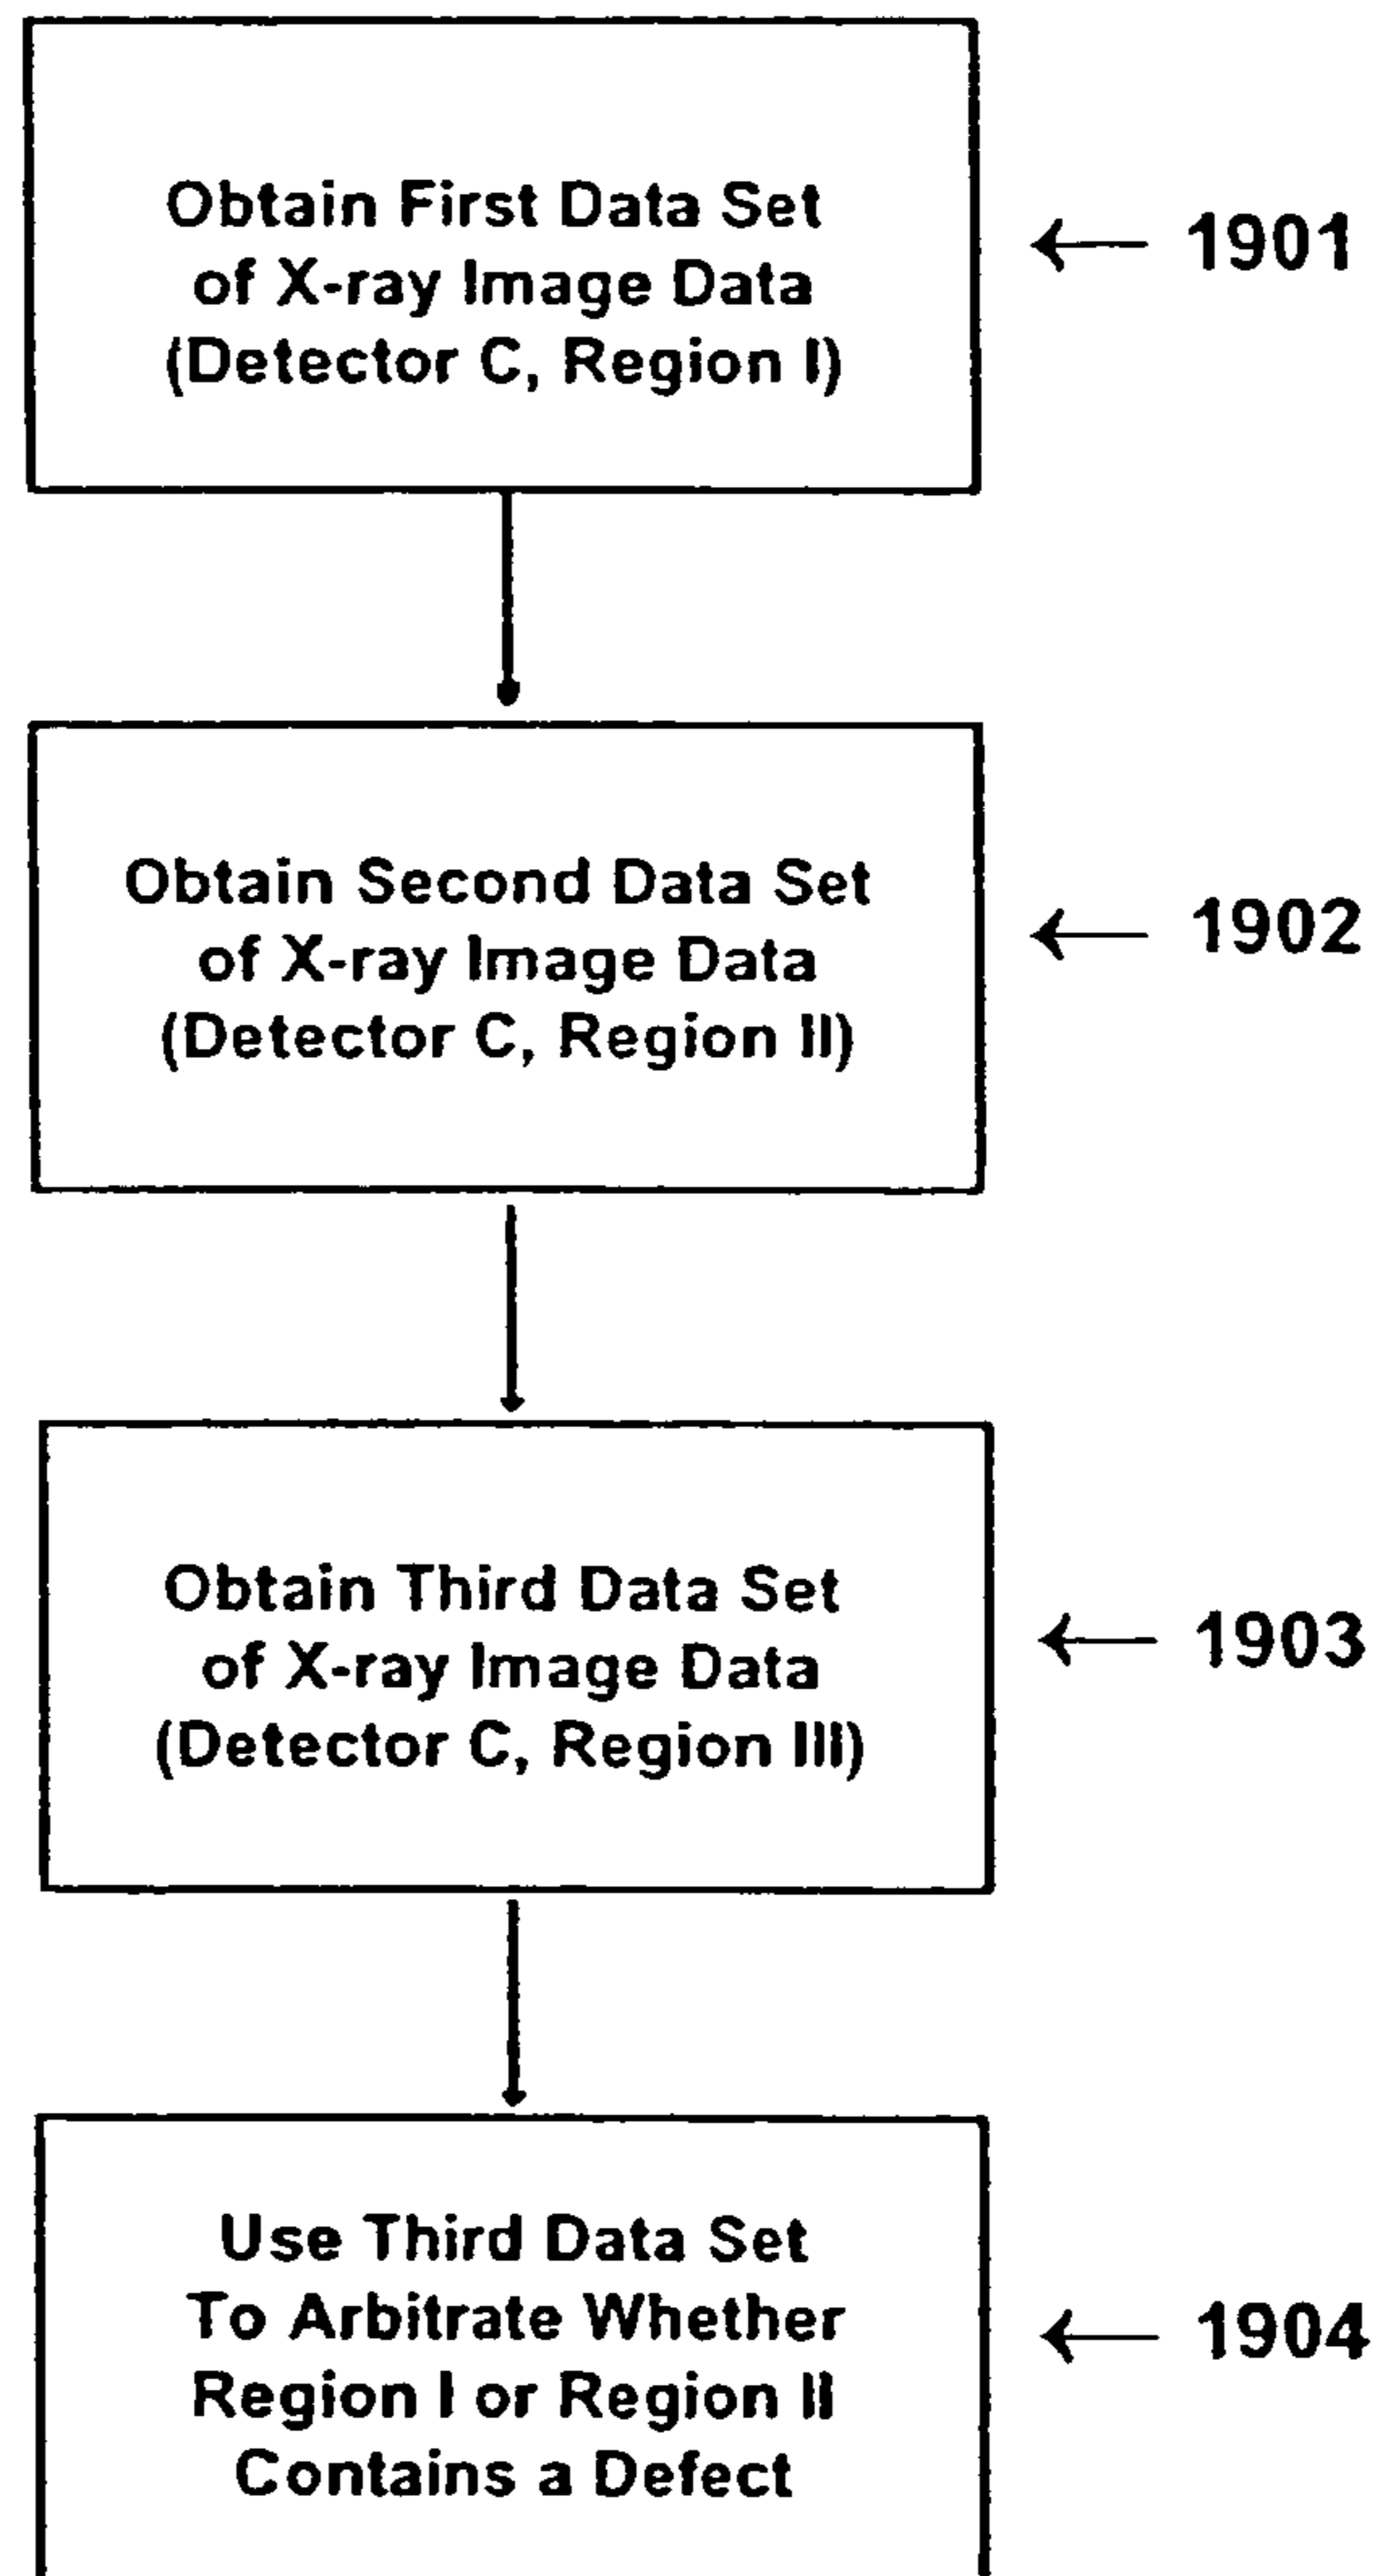 Obtain First Data Set
of X-ray Image Data
(Detector C, Region I)
← 1901
Obtain Second Data Set
of X-ray Image Data
(Detector C, Region II)
← 1902
Obtain Third Data Set
of X-ray Image Data
(Detector C, Region III)
← 1903
Use Third Data Set
To Arbitrate Whether
Region I or Region II
Contains a Defect
← 1904